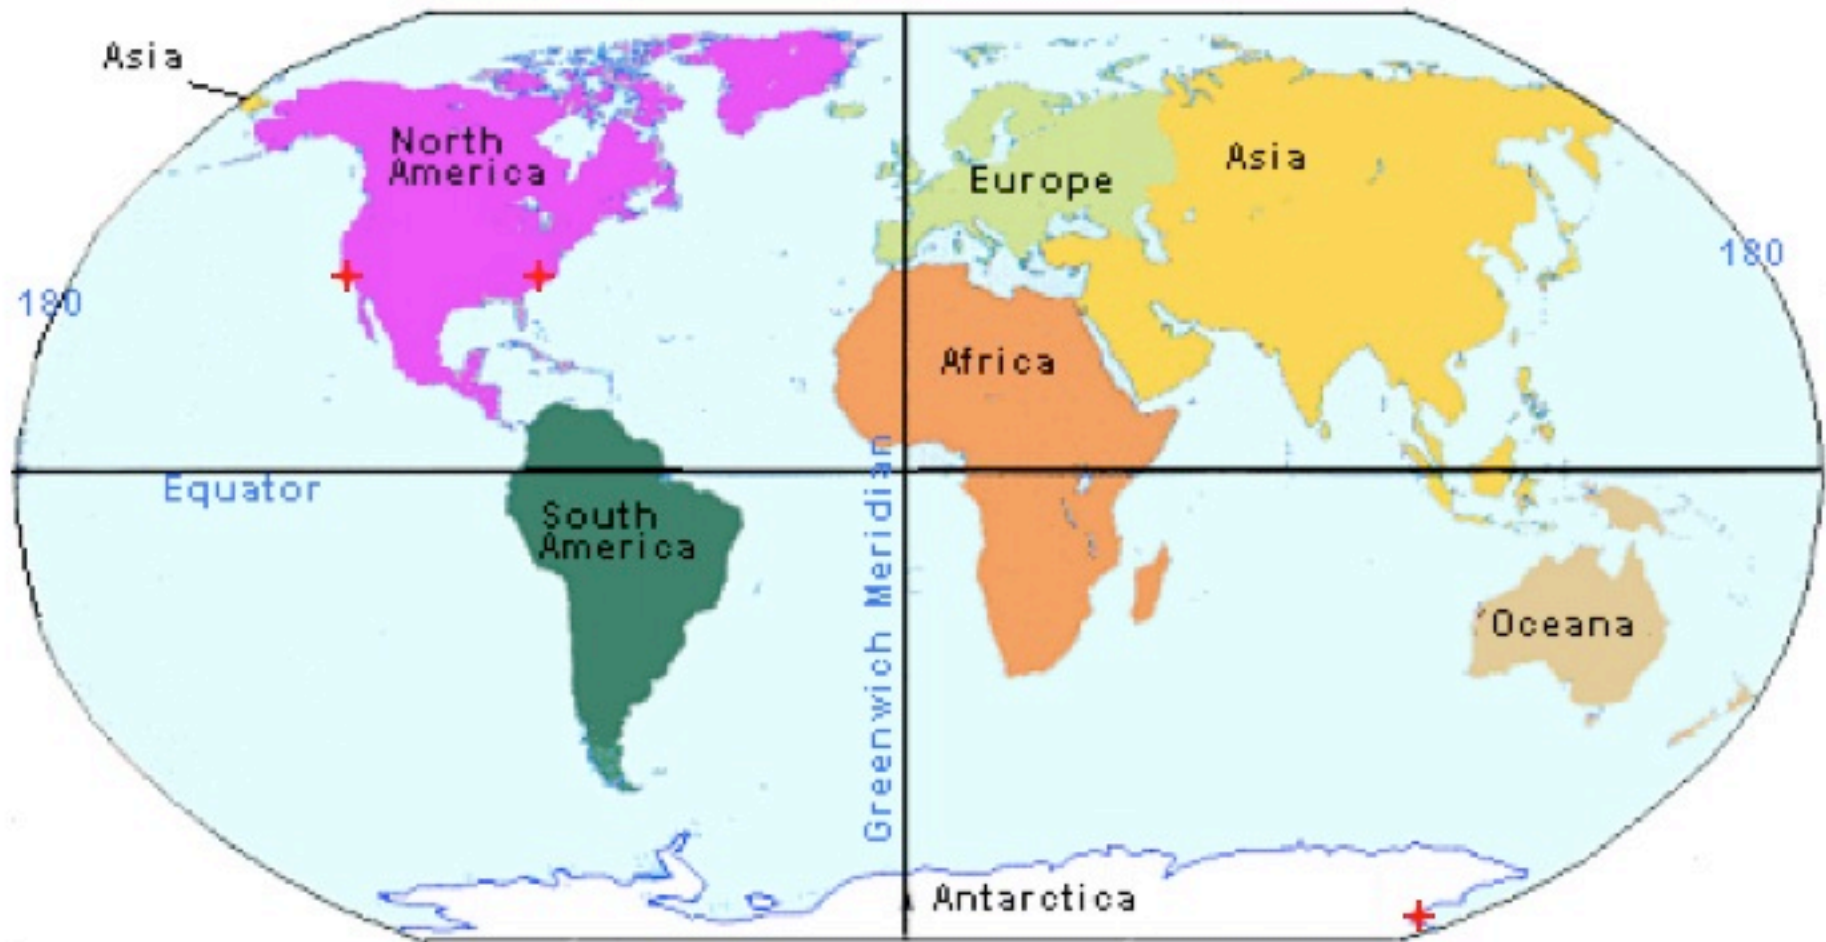 Asia
North
America
Europe
Asia
180
180
Africa
Equator
South
America
Greenwich Meridian
Oceana
Antarctica